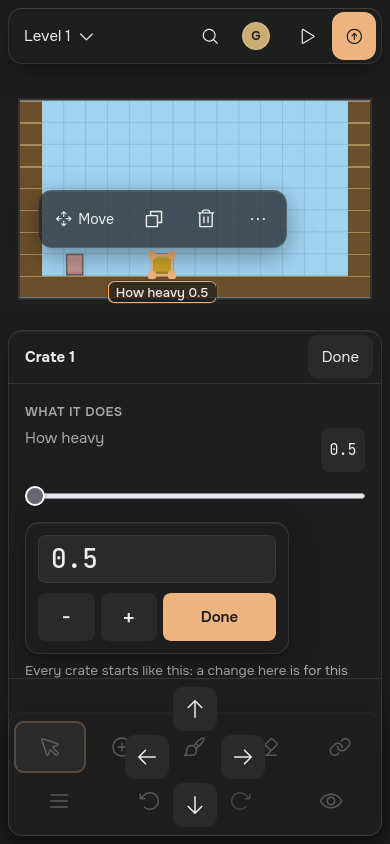 Level 1
G
Move
How heavy 0.5
Crate 1
Done
WHAT IT DOES
How heavy
0.5
0.5
-
+
Done
Every crate starts like this: a change here is for this